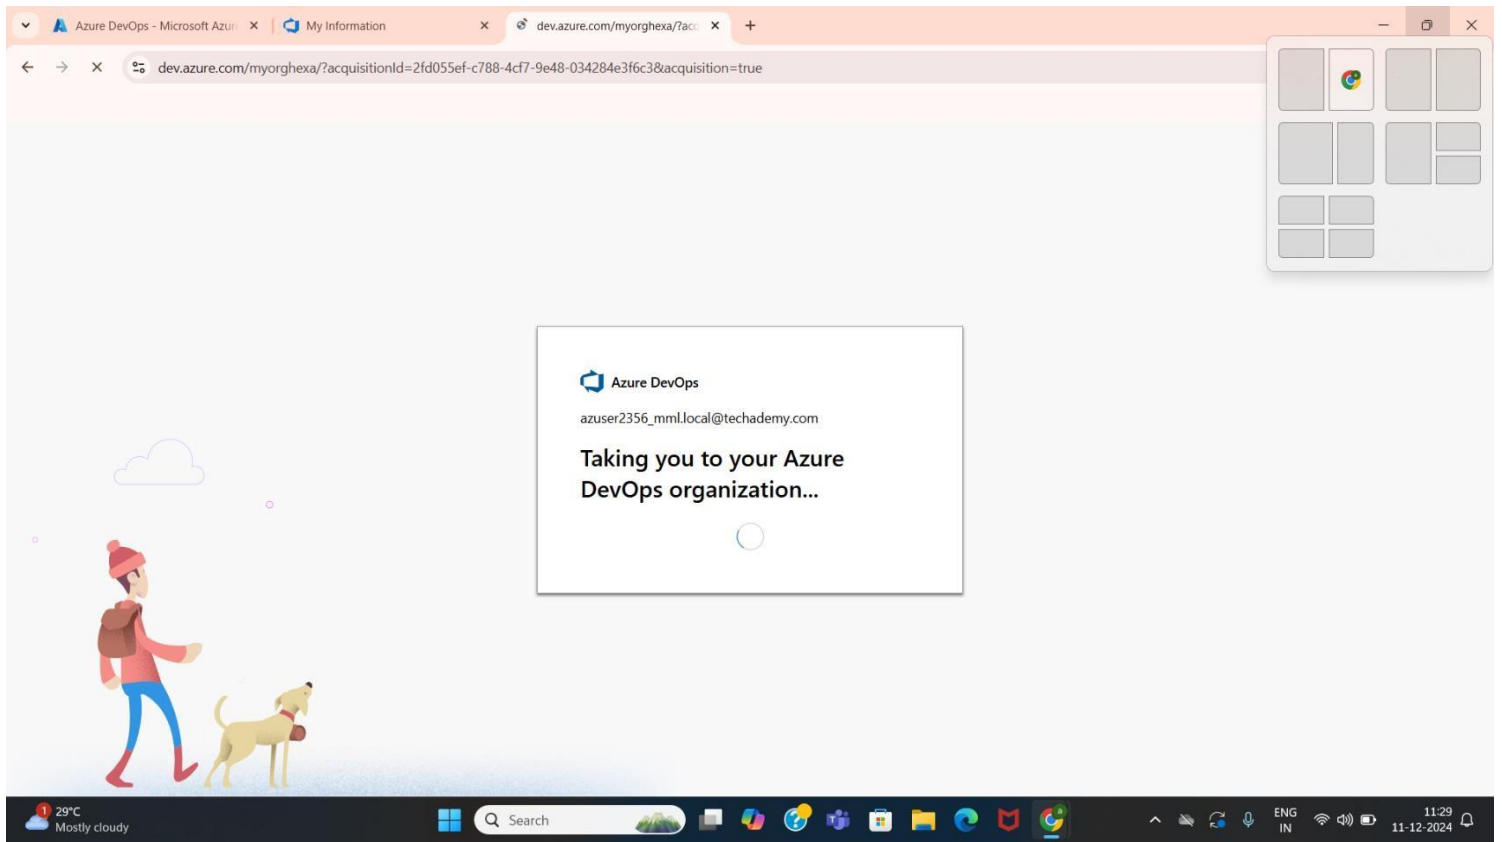 Azure DevOps - Microsoft Azur
My Information
dev.azure.com/myorghexa/?acq
dev.azure.com/myorghexa/?acquisitionId=2fd055ef-c788-4cf7-9e48-034284e3f6c3&acquisition=true
Azure DevOps
azuser2356_mml.local@techademy.com
Taking you to your Azure
DevOps organization...
1
29°C
Mostly cloudy
Search
ENG
IN
11:29
11-12-2024